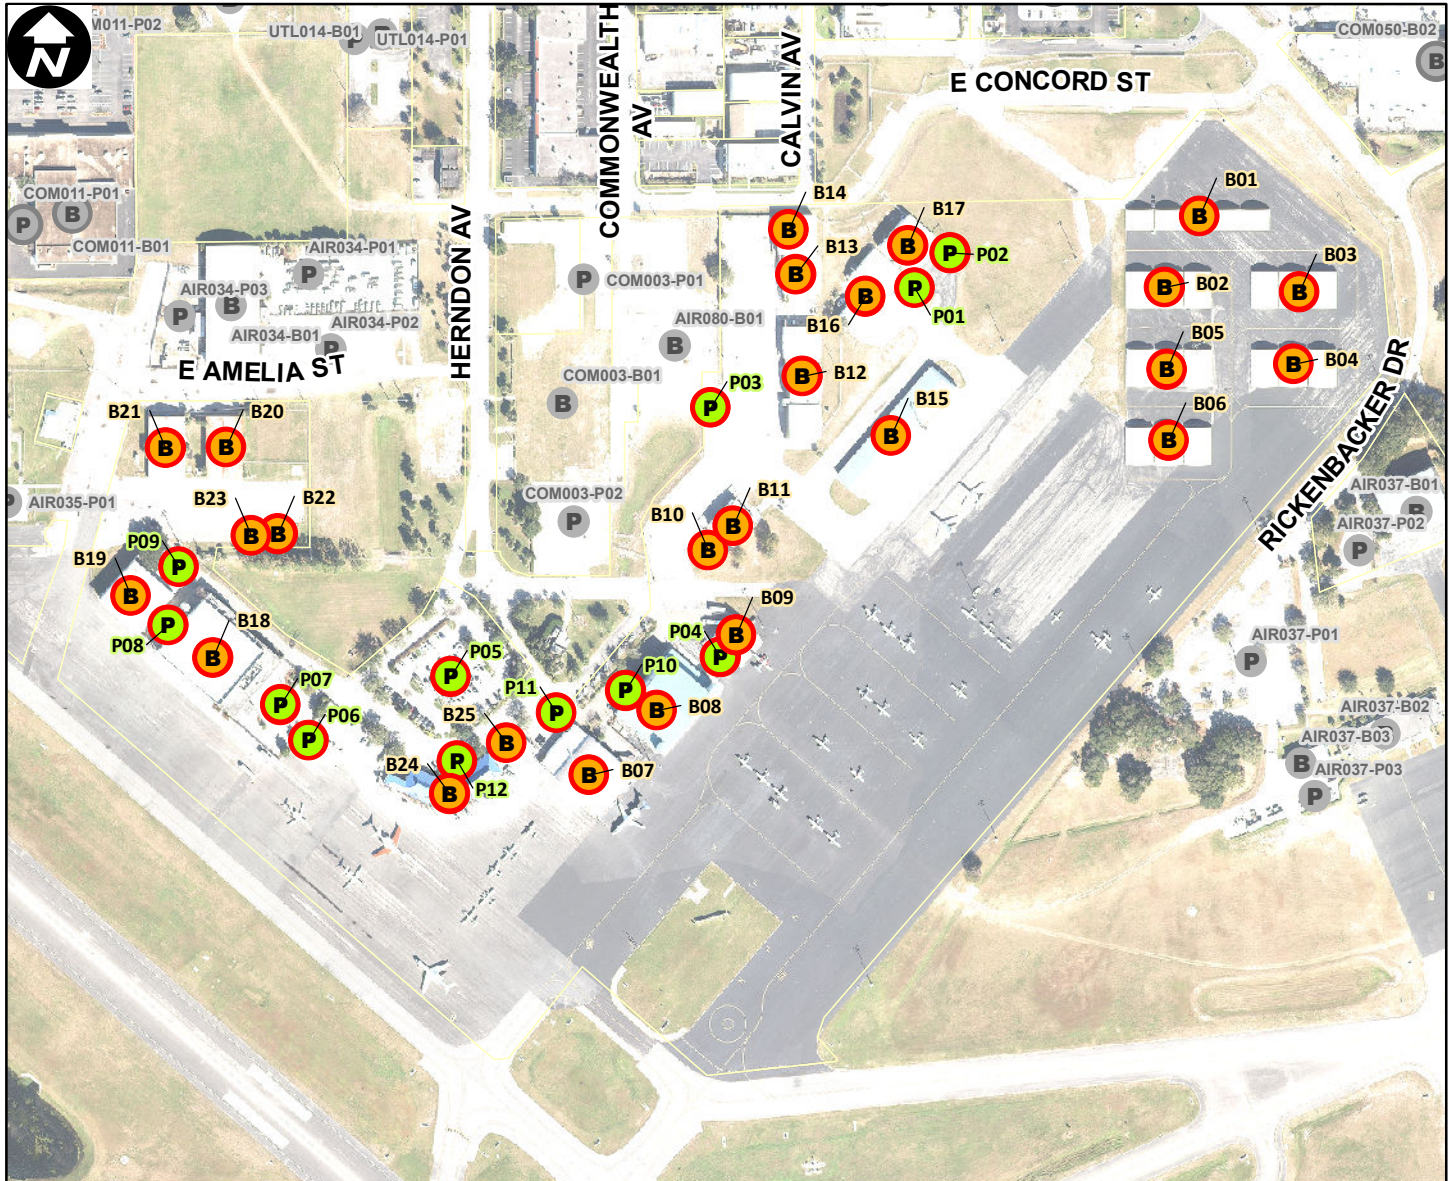 N
M011-P02
UTL014-B01
UTL014-P01
COMMONWEALTH
AV
CALVIN AV
E CONCORD ST
COM050-B02
B
P
B
COM011-P01
COM011-B01
HERNDON AV
AIR034-P01
P
AIR034-P03
P
B
AIR034-B01
AIR034-P02
P
E AMELIA ST
COM003-P01
P
AIR080-B01
B
COM003-B01
B
COM003-P02
P
B14
B
B13
B
B17
B
P
P02
B16
B
P
P01
B01
B
B02
B
B03
B
B05
B
B04
B
B06
B
B12
B
P03
P
B15
B
RICKENBACKER DR
B21
B
B20
B
B23
B
B22
B
AIR035-P01
P
B10
B
B11
B
AIR037-B01
B
AIR037-P02
P
P09
P
B19
B
P08
P
B18
B
P07
P
P06
P
P05
P
P11
P
P10
P
P04
P
B09
B
B08
B
B25
B
B24
B
P
P12
B
B07
AIR037-P01
P
AIR037-B02
B
AIR037-B03
B
AIR037-P03
P